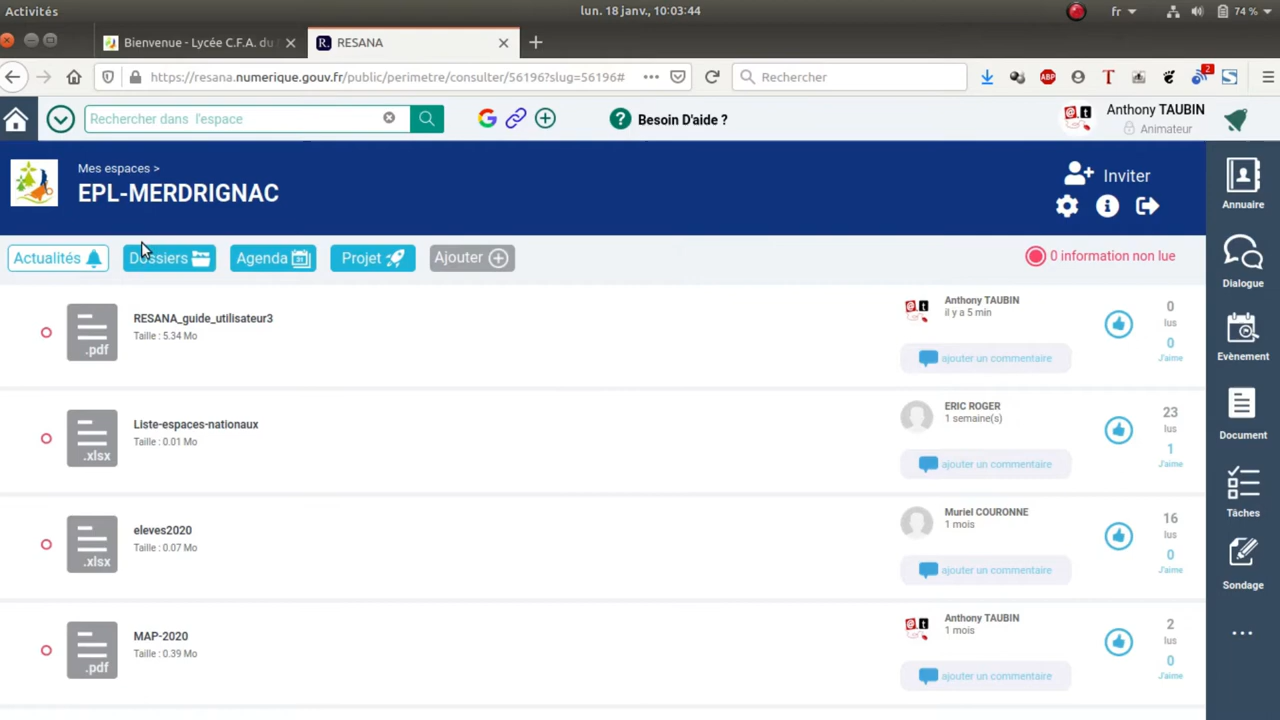 Activités
lun. 18 janv., 10:03:44
fr
74 %
Bienvenue - Lycée C.F.A. du
RESANA
https://resana.numerique.gouv.fr/public/perimetre/consulter/56196?slug=56196#
Rechercher
ABP
T
2
S
Rechercher dans l'espace
Besoin D'aide ?
Anthony TAUBIN
Animateur
Mes espaces >
EPL-MERDRIGNAC
Inviter
Actualités
Dossiers
Agenda
Projet
Ajouter
0 information non lue
RESANA_guide_utilisateur3
Taille : 5.34 Mo
.pdf
Anthony TAUBIN
il y a 5 min
ajouter un commentaire
0
lus
0
J'aime
Liste-espaces-nationaux
Taille : 0.01 Mo
.xlsx
ERIC ROGER
1 semaine(s)
ajouter un commentaire
23
lus
1
J'aime
eleves2020
Taille : 0.07 Mo
.xlsx
Muriel COURONNE
1 mois
ajouter un commentaire
16
lus
0
J'aime
MAP-2020
Taille : 0.39 Mo
.pdf
Anthony TAUBIN
1 mois
ajouter un commentaire
2
lus
0
J'aime
Annuaire
Dialogue
Evènement
Document
Tâches
Sondage